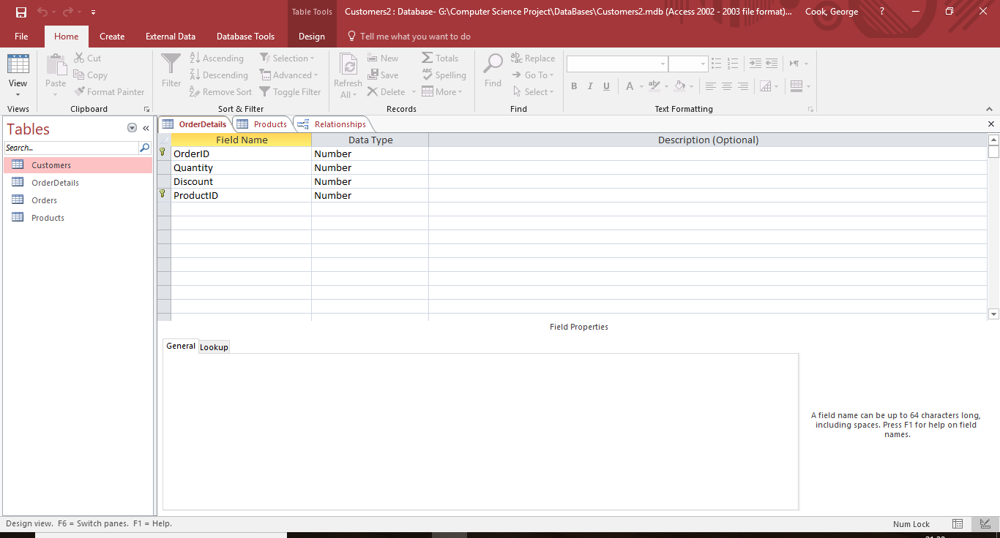 Table Tools
Customers2 : Database- G:\Computer Science Project\DataBases\Customers2.mdb (Access 2002 - 2003 file format)...
Cook, George
?
File
Home
Create
External Data
Database Tools
Design
Tell me what you want to do
View
Paste
Cut
Copy
Format Painter
Filter
Ascending
Descending
Remove Sort
Selection
Advanced
Toggle Filter
Refresh
All
New
Save
Delete
Totals
Spelling
More
Find
Replace
Go To
Select
B I U A
Views
Clipboard
Sort & Filter
Records
Find
Text Formatting
Tables
Search...
Customers
OrderDetails
Orders
Products
OrderDetails
Products
Relationships
Field Name Data Type Description (Optional)
OrderID Number
Quantity Number
Discount Number
ProductID Number
Field Properties
General Lookup
A field name can be up to 64 characters long,
including spaces. Press F1 for help on field
names.
Design view. F6 = Switch panes. F1 = Help.
Num Lock